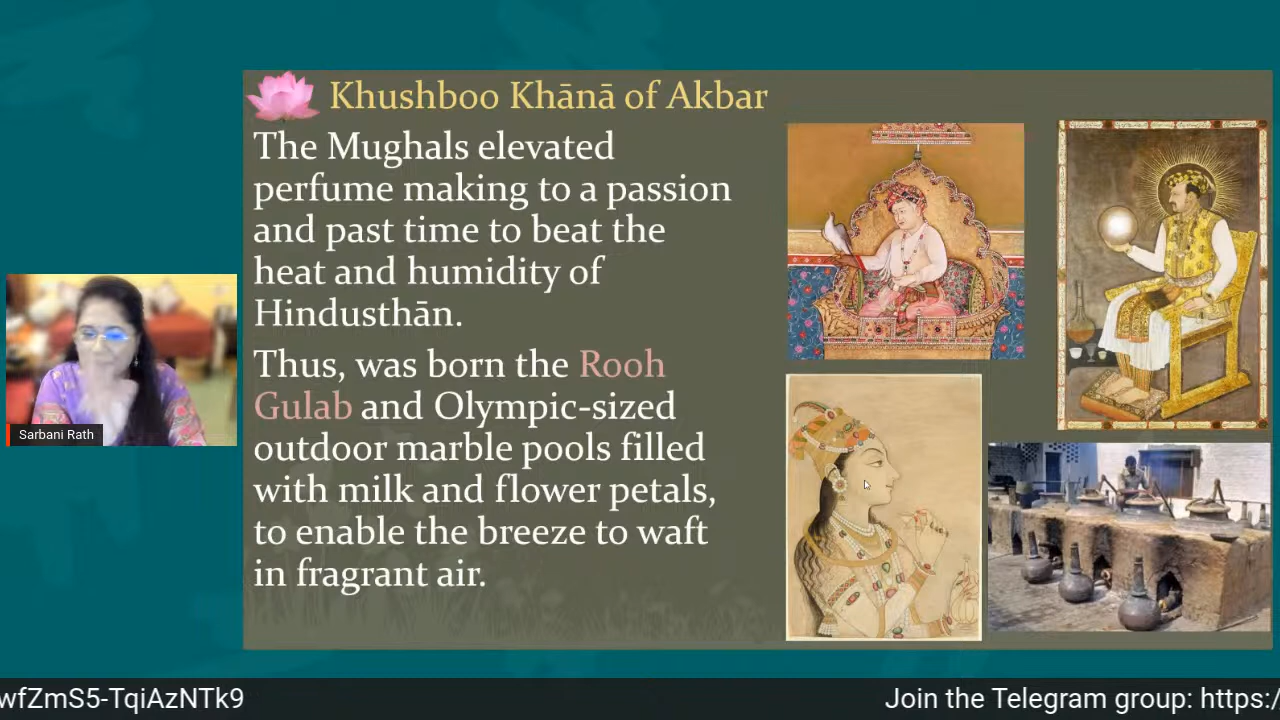 Khushboo Khānā of Akbar
The Mughals elevated
perfume making to a passion
and past time to beat the
heat and humidity of
Hindusthān.
Thus, was born the Rooh
Gulab and Olympic-sized
outdoor marble pools filled
with milk and flower petals,
to enable the breeze to waft
in fragrant air.
Sarbani Rath
wfZmS5-TqiAzNTk9
Join the Telegram group: https:/